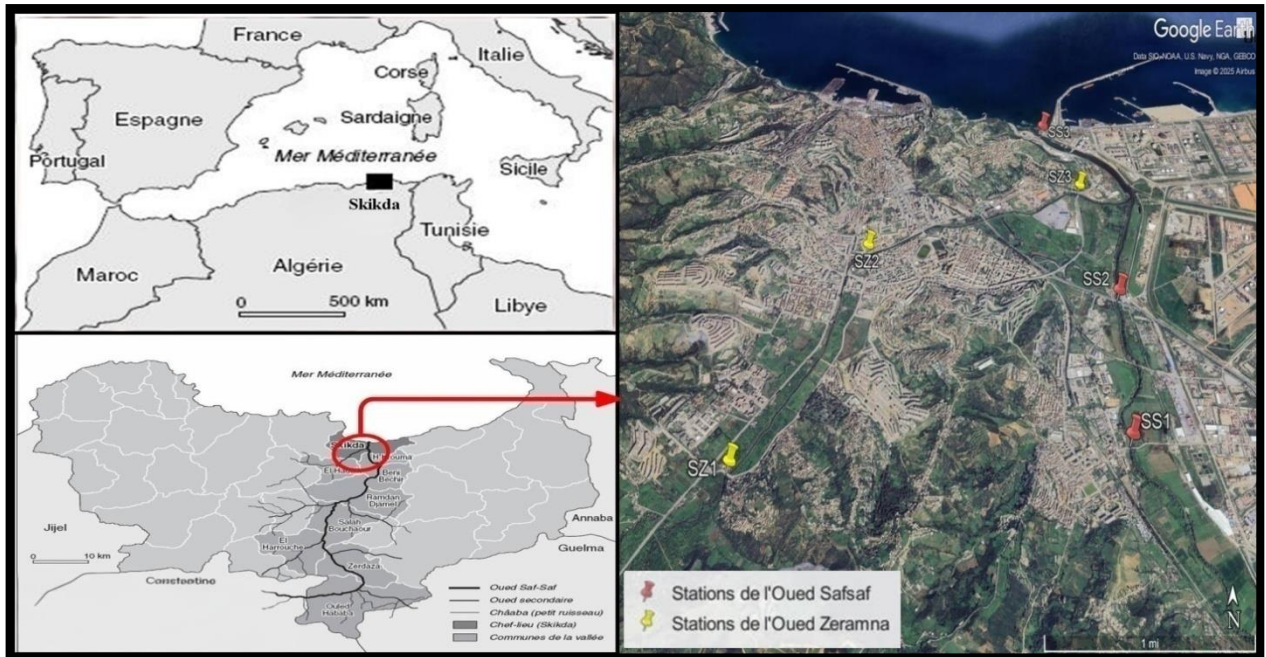 France
Italie
Corse
Espagne
Sardaigne
Portugal
Mer Méditerranée
Sicile
Skikda
Tunisie
Maroc
Algérie
0 500 km
Libye
Mer Méditerranée
Skikda
El
Beni
Bechir
Ramdan
Djamel
Jijel
Salah
Bouchaour
Annaba
El
Harrouche
Guelma
0 10 km
Zerdaza
Constantine
Ouled
Hababa
Oued Saf-Saf
Oued secondaire
Châaba (petit ruisseau)
Chef-lieu (Skikda)
Communes de la vallée
Google Earth
Data SIO, NOAA, U.S. Navy, NGA, GEBCO
Image © 2025 Airbus
SS3
SZ3
SZ2
SS2
SS1
SZ1
Stations de l'Oued Safsaf
Stations de l'Oued Zeramna
N
1 mi